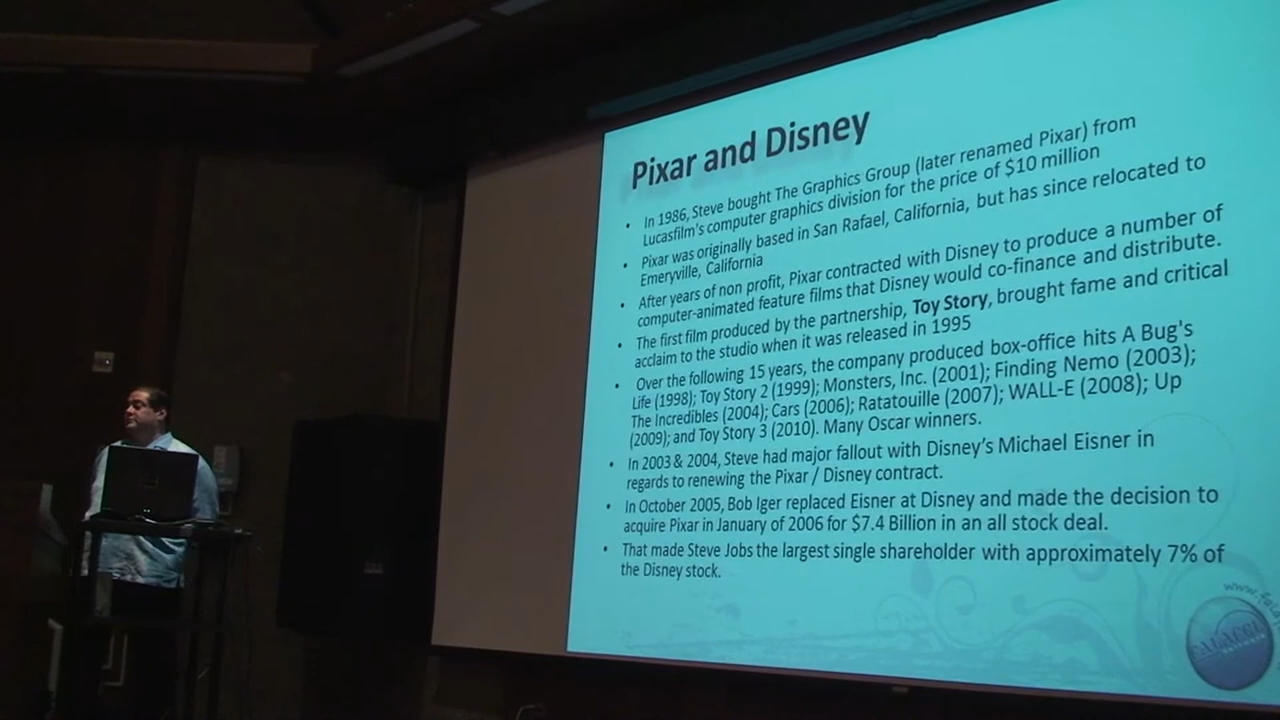 Pixar and Disney
• In 1986, Steve bought The Graphics Group (later renamed Pixar) from
Lucasfilm's computer graphics division for the price of $10 million
• Pixar was originally based in San Rafael, California, but has since relocated to
Emeryville, California
• After years of non profit, Pixar contracted with Disney to produce a number of
computer-animated feature films that Disney would co-finance and distribute.
• The first film produced by the partnership, Toy Story, brought fame and critical
acclaim to the studio when it was released in 1995
• Over the following 15 years, the company produced box-office hits A Bug's
Life (1998); Toy Story 2 (1999); Monsters, Inc. (2001); Finding Nemo (2003);
The Incredibles (2004); Cars (2006); Ratatouille (2007); WALL-E (2008); Up
(2009); and Toy Story 3 (2010). Many Oscar winners.
• In 2003 & 2004, Steve had major fallout with Disney's Michael Eisner in
regards to renewing the Pixar / Disney contract.
• In October 2005, Bob Iger replaced Eisner at Disney and made the decision to
acquire Pixar in January of 2006 for $7.4 Billion in an all stock deal.
• That made Steve Jobs the largest single shareholder with approximately 7% of
the Disney stock.